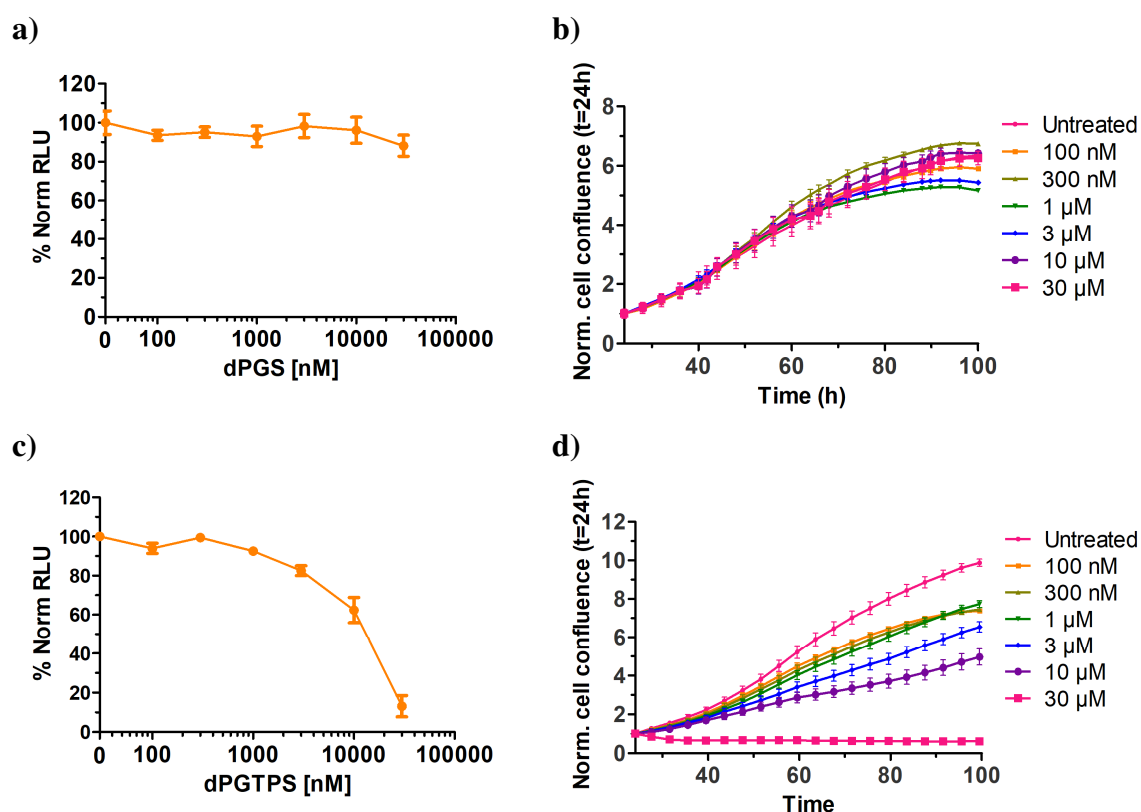 a)
% Norm RLU
120
100
80
60
40
20
0
0 100 1000 10000 100000
dPGS [nM]
b)
Norm. cell confluence (t=24h)
8
6
4
2
0
40 60 80 100
Time (h)
Untreated
100 nM
300 nM
1 µM
3 µM
10 µM
30 µM
c)
% Norm RLU
120
100
80
60
40
20
0
0 100 1000 10000 100000
dPGTPS [nM]
d)
Norm. cell confluence (t=24h)
12
10
8
6
4
2
0
40 60 80 100
Time
Untreated
100 nM
300 nM
1 µM
3 µM
10 µM
30 µM